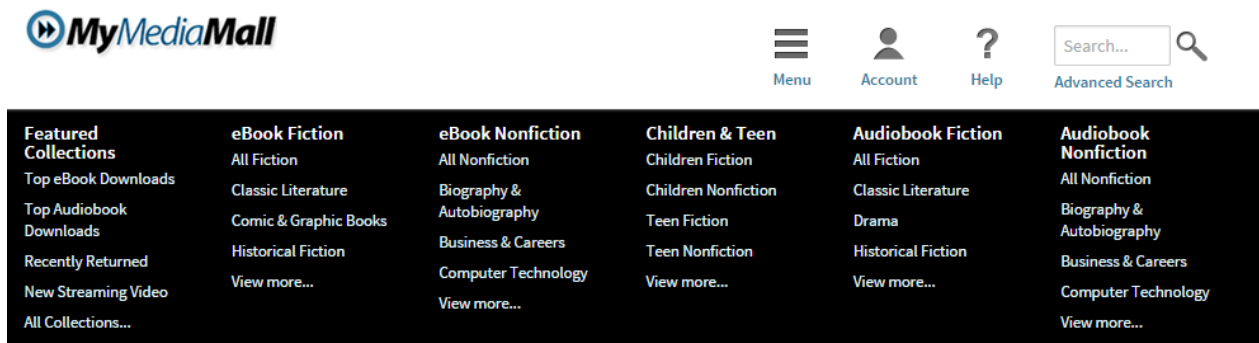 MyMediaMall
Menu
Account
Help
Search...
Advanced Search
Featured
Collections
Top eBook Downloads
Top Audiobook
Downloads
Recently Returned
New Streaming Video
All Collections...
eBook Fiction
All Fiction
Classic Literature
Comic & Graphic Books
Historical Fiction
View more...
eBook Nonfiction
All Nonfiction
Biography &
Autobiography
Business & Careers
Computer Technology
View more...
Children & Teen
Children Fiction
Children Nonfiction
Teen Fiction
Teen Nonfiction
View more...
Audiobook Fiction
All Fiction
Classic Literature
Drama
Historical Fiction
View more...
Audiobook
Nonfiction
All Nonfiction
Biography &
Autobiography
Business & Careers
Computer Technology
View more...